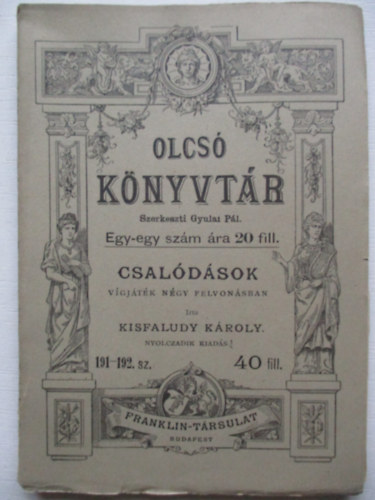 OLCSÓ
KÖNYVTÁR
Szerkeszti Gyulai Pál.
Egy-egy szám ára 20 fill.
CSALÓDÁSOK
VÍGJÁTÉK NÉGY FELVONÁSBAN
Irta
KISFALUDY KÁROLY.
NYOLCZADIK KIADÁS
191–192. sz. 40 fill.
FRANKLIN-TÁRSULAT
BUDAPEST